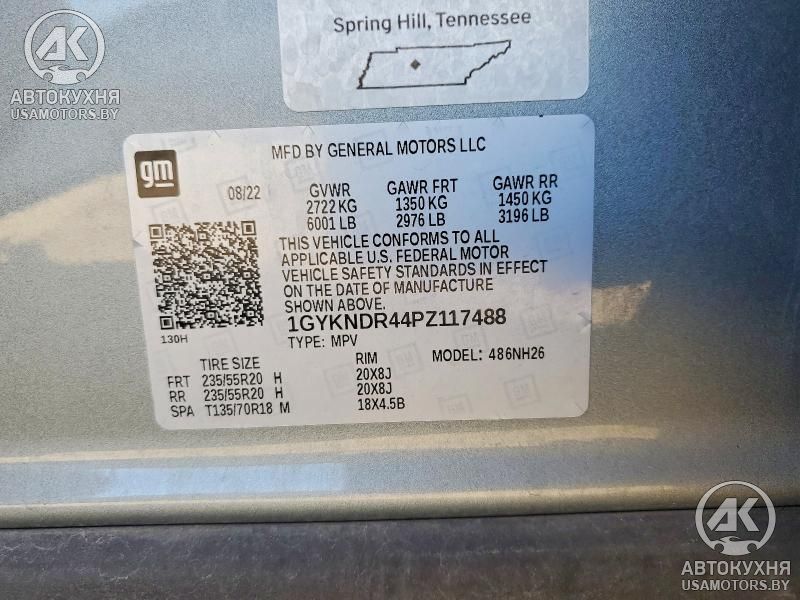 AK
АВТОКУХНЯ
USAMOTORS.BY
Spring Hill, Tennessee
gm
MFD BY GENERAL MOTORS LLC
08/22 GVWR GAWR FRT GAWR RR
2722 KG 1350 KG 1450 KG
6001 LB 2976 LB 3196 LB
THIS VEHICLE CONFORMS TO ALL
APPLICABLE U.S. FEDERAL MOTOR
VEHICLE SAFETY STANDARDS IN EFFECT
ON THE DATE OF MANUFACTURE
SHOWN ABOVE.
1GYKNDR44PZ117488
130H
TYPE: MPV
TIRE SIZE RIM MODEL: 486NH26
FRT 235/55R20 H 20X8J
RR 235/55R20 H 20X8J
SPA T135/70R18 M 18X4.5B
AK
АВТОКУХНЯ
USAMOTORS.BY